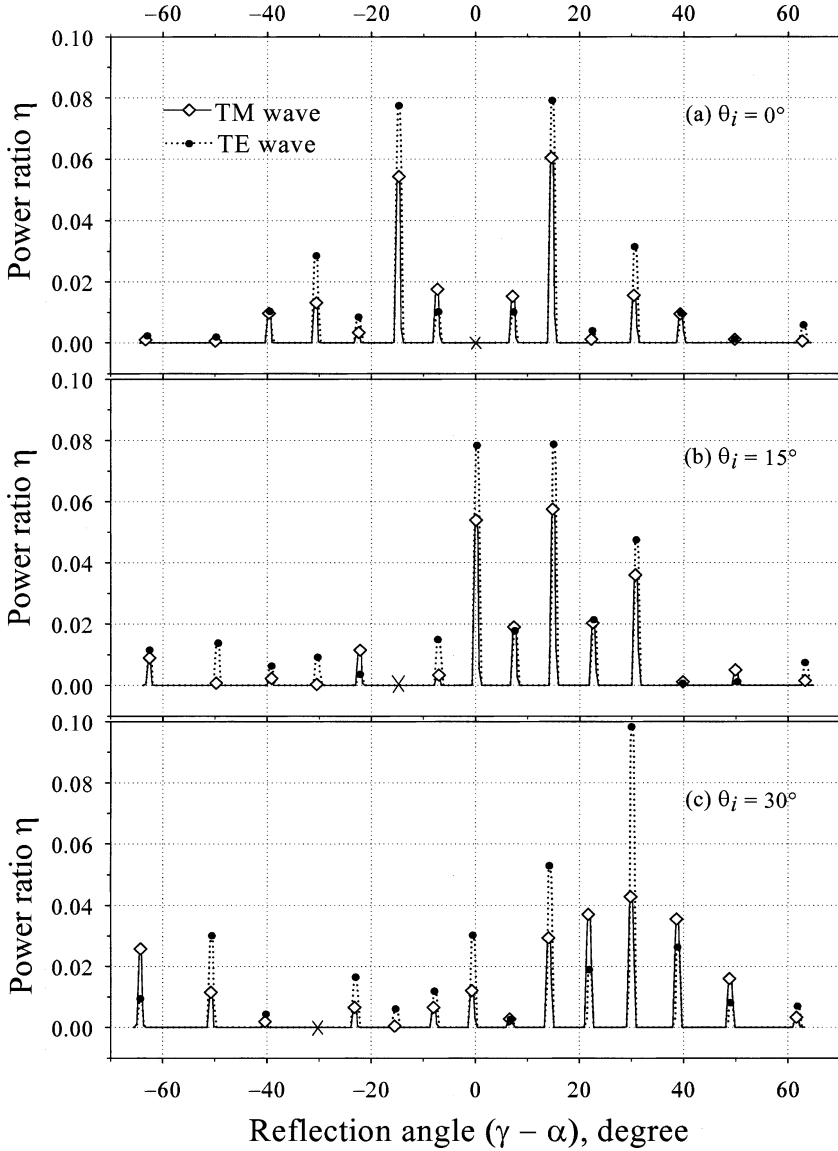 −60 −40 −20 0 20 40 60
0.10
0.08
0.06
0.04
0.02
0.00
Power ratio η
TM wave
TE wave
(a) θi = 0°
0.10
0.08
0.06
0.04
0.02
0.00
Power ratio η
(b) θi = 15°
0.10
0.08
0.06
0.04
0.02
0.00
Power ratio η
(c) θi = 30°
−60 −40 −20 0 20 40 60
Reflection angle (γ − α), degree